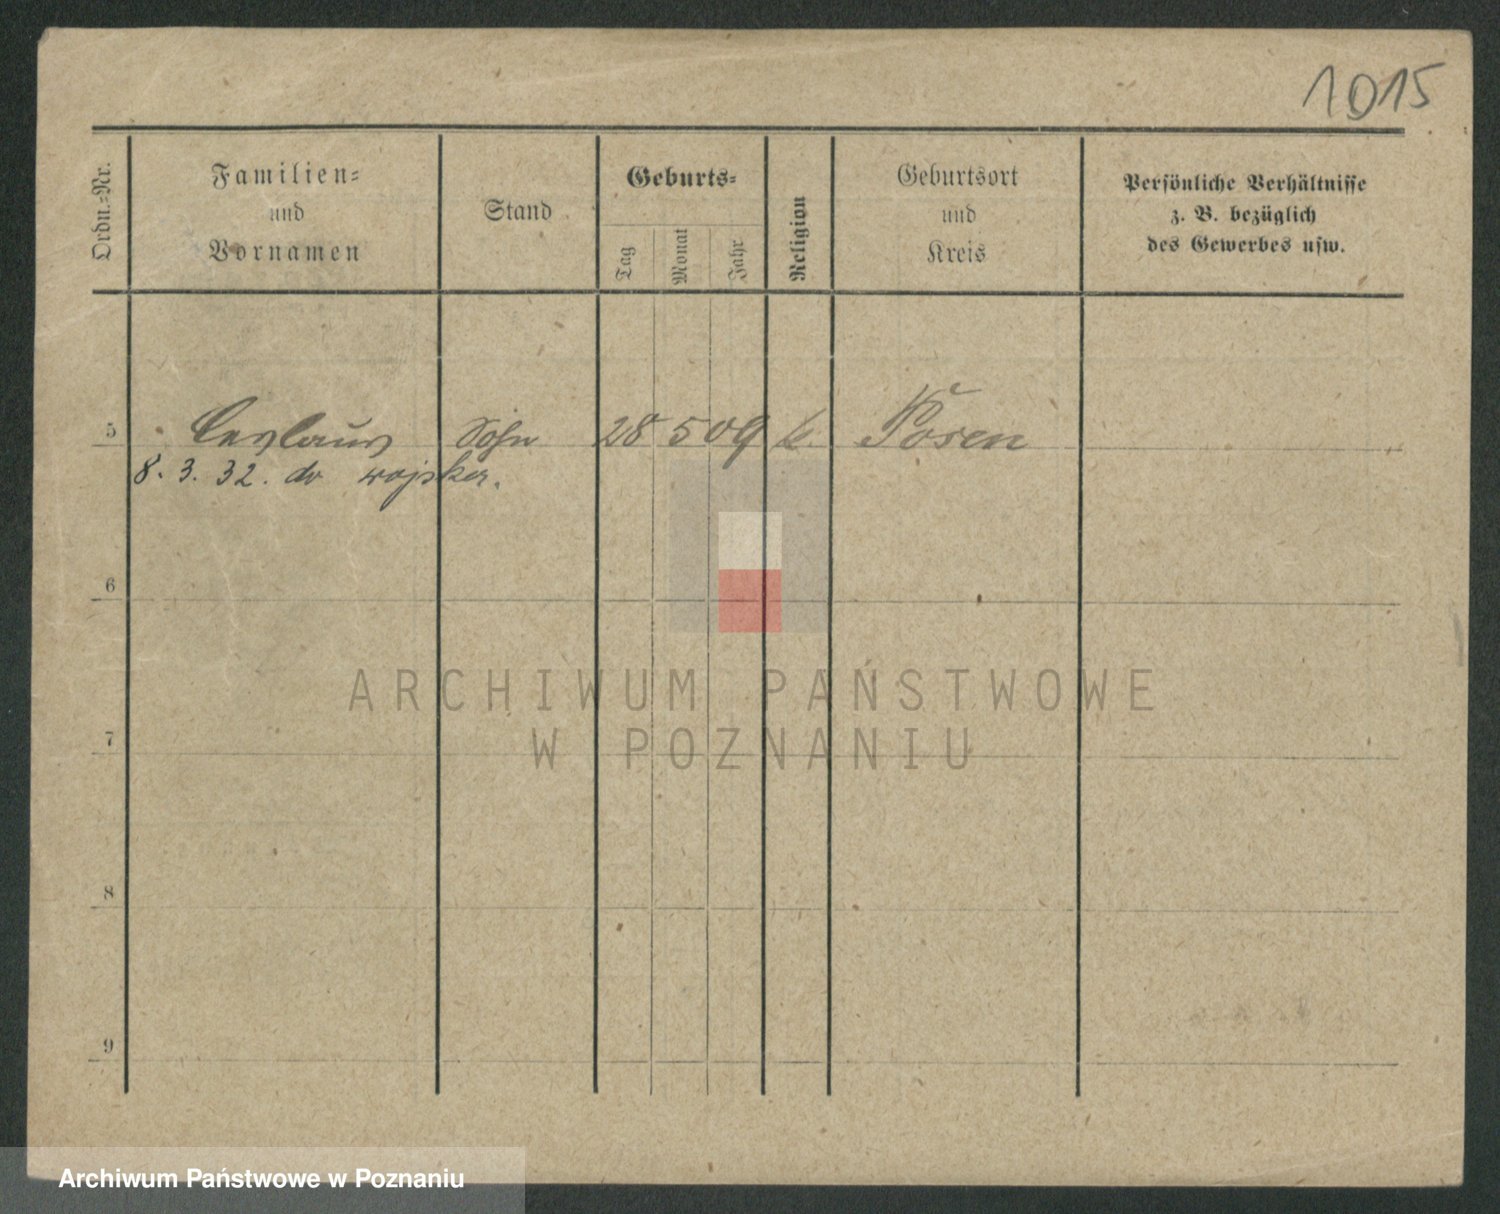 1015
Ordn.-Nr.
Familien-
und
Vornamen
Stand
Geburts-
Tag
Monat
Jahr
Religion
Geburtsort
und
Kreis
Persönliche Verhältnisse
z. B. bezüglich
des Gewerbes usw.
5 Ceslaus Sohn 28 5 09 k. Posen
8. 3. 32. do wojska.
6
ARCHIWUM PAŃSTWOWE
W POZNANIU
7
8
9
Archiwum Państwowe w Poznaniu